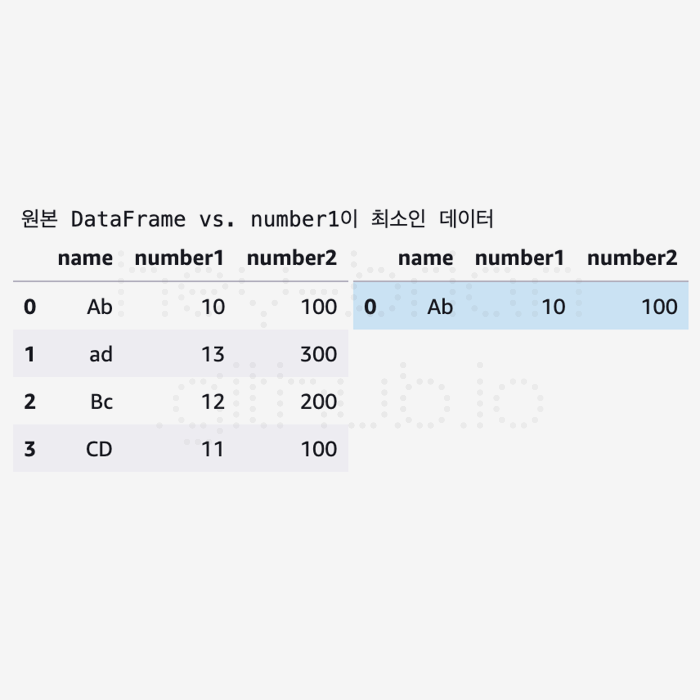 원본 DataFrame vs. number1이 최소인 데이터
name number1 number2 name number1 number2
0 Ab 10 100 0 Ab 10 100
1 ad 13 300
2 Bc 12 200
3 CD 11 100